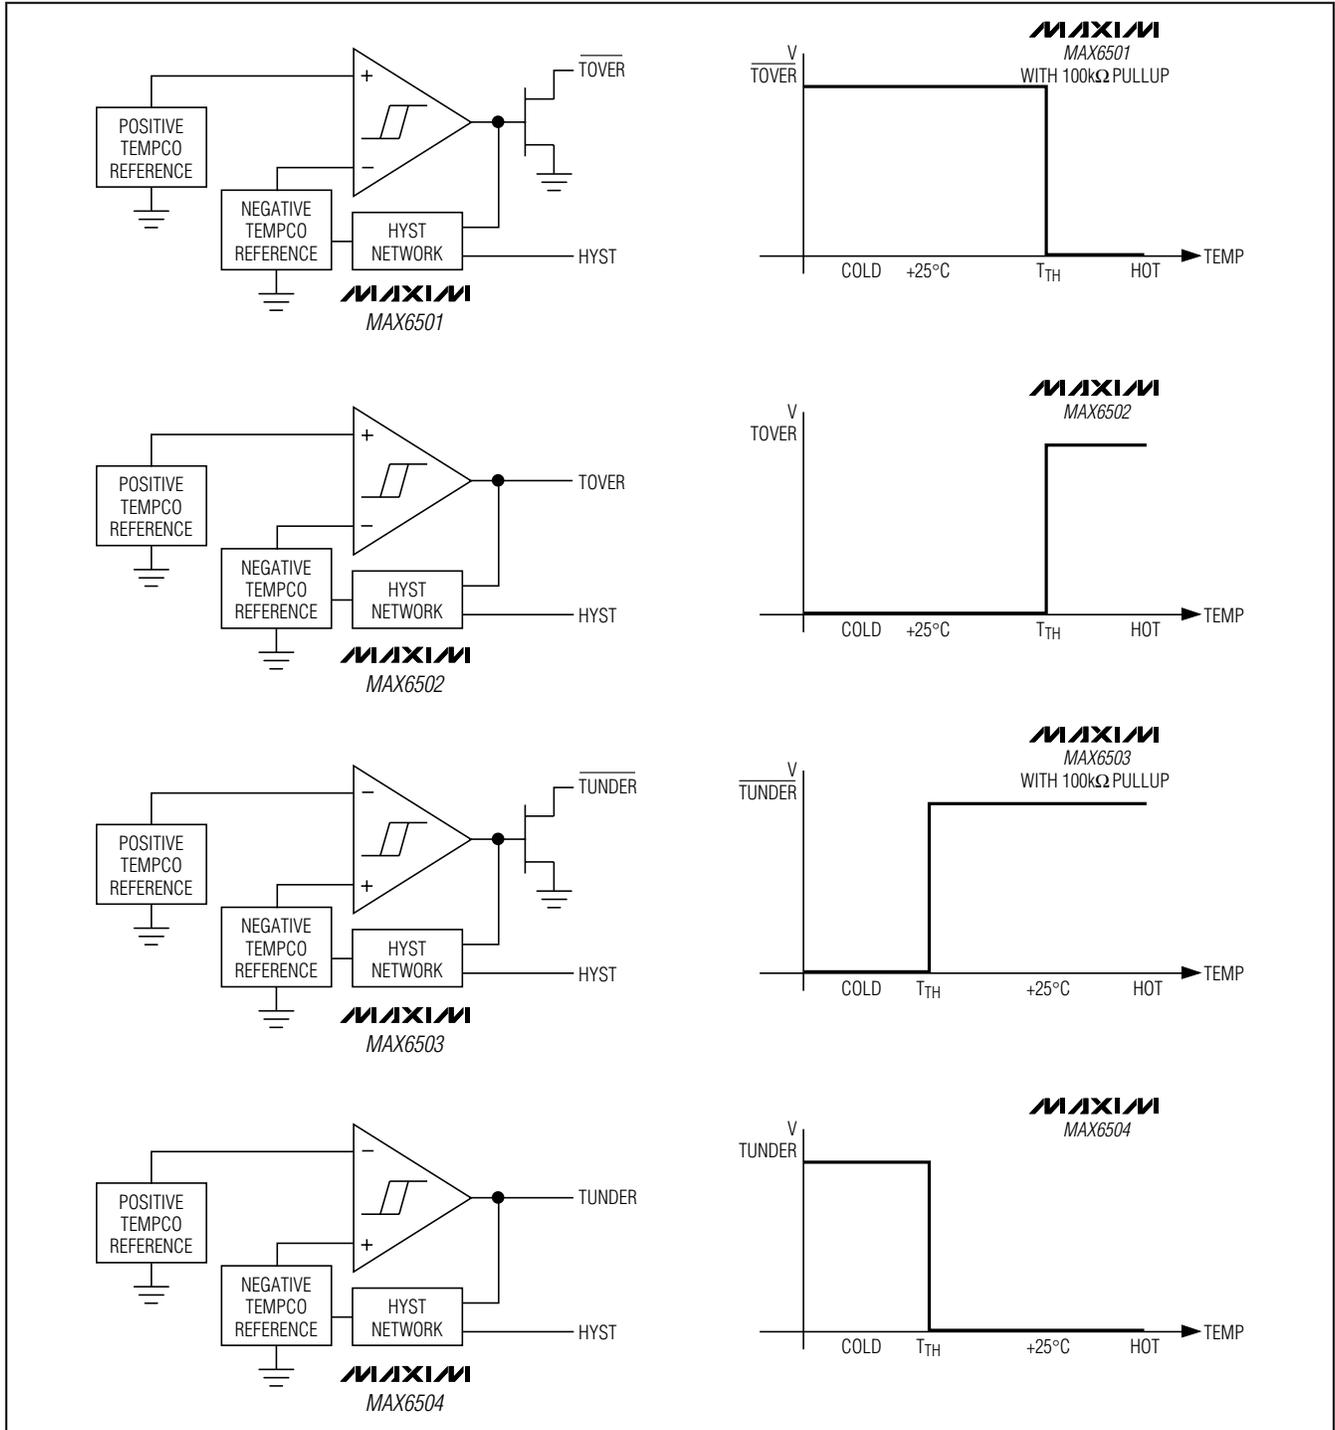 TOVER
+
POSITIVE
TEMPCO
REFERENCE
−
NEGATIVE
TEMPCO
REFERENCE
HYST
NETWORK
HYST
MAXIM
MAX6501
MAXIM
MAX6501
WITH 100kΩ PULLUP
V
TOVER
COLD
+25°C
TTH
HOT
TEMP
+
POSITIVE
TEMPCO
REFERENCE
TOVER
−
NEGATIVE
TEMPCO
REFERENCE
HYST
NETWORK
HYST
MAXIM
MAX6502
MAXIM
MAX6502
V
TOVER
COLD
+25°C
TTH
HOT
TEMP
TUNDER
−
POSITIVE
TEMPCO
REFERENCE
+
NEGATIVE
TEMPCO
REFERENCE
HYST
NETWORK
HYST
MAXIM
MAX6503
MAXIM
MAX6503
WITH 100kΩ PULLUP
V
TUNDER
COLD
TTH
+25°C
HOT
TEMP
−
POSITIVE
TEMPCO
REFERENCE
TUNDER
+
NEGATIVE
TEMPCO
REFERENCE
HYST
NETWORK
HYST
MAXIM
MAX6504
MAXIM
MAX6504
V
TUNDER
COLD
TTH
+25°C
HOT
TEMP